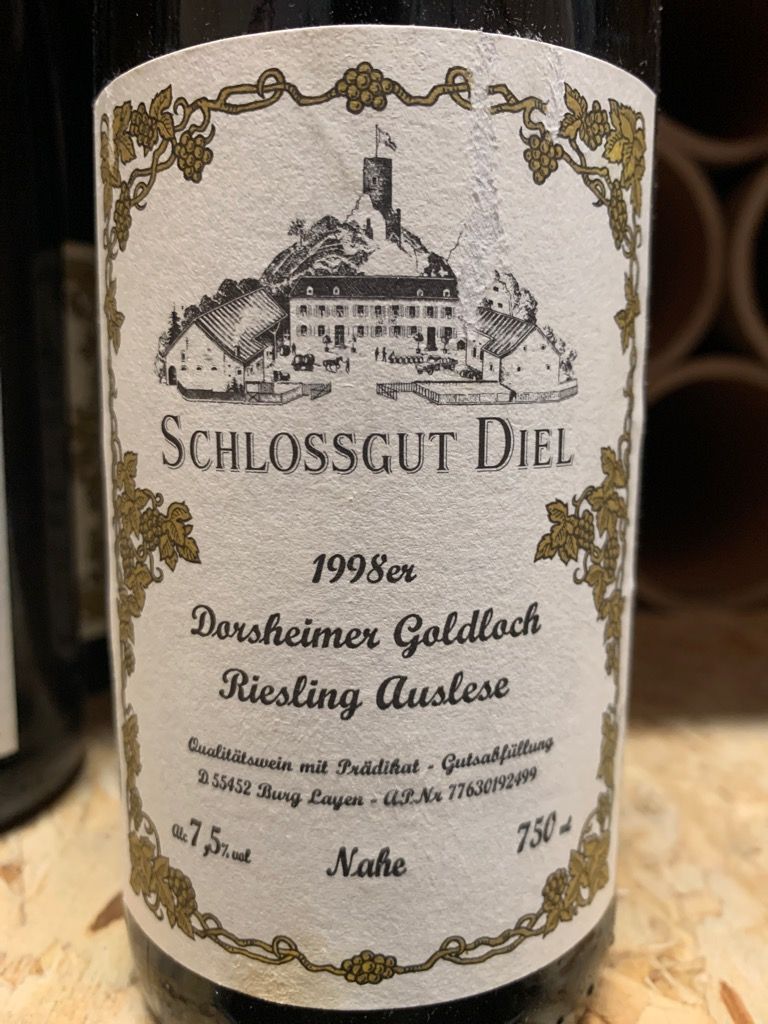 SCHLOSSGUT DIEL
1998er
Dorsheimer Goldloch
Riesling Auslese
Qualitätswein mit Prädikat - Gutsabfüllung
D 55452 Burg Layen - A.P.Nr 77630192499
Alc 7,5% vol
Nahe
750 ml